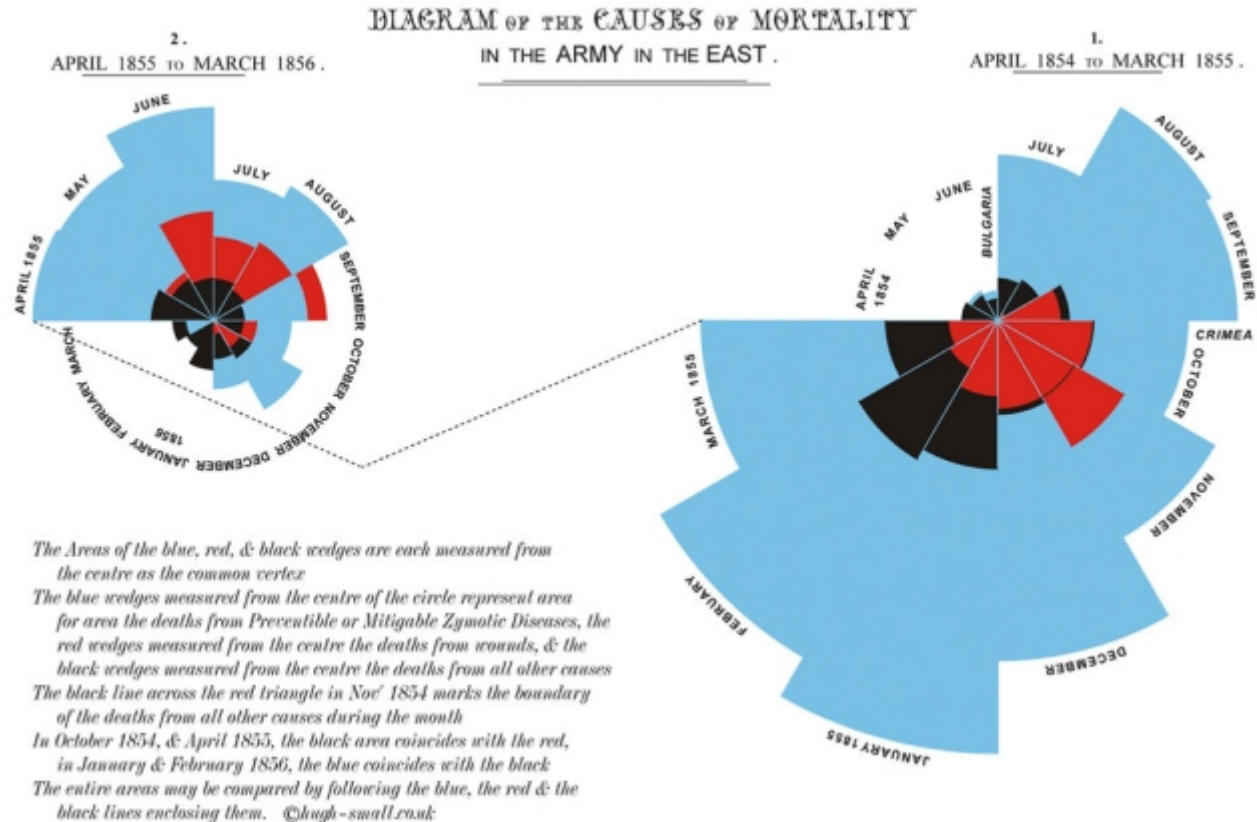 DIAGRAM OF THE CAUSES OF MORTALITY
IN THE ARMY IN THE EAST.
2.
APRIL 1855 TO MARCH 1856.
1.
APRIL 1854 TO MARCH 1855.
APRIL 1855
MAY
JUNE
JULY
AUGUST
SEPTEMBER
OCTOBER
NOVEMBER
DECEMBER
JANUARY
1856
FEBRUARY
MARCH
APRIL
1854
MAY
JUNE
BULGARIA
JULY
AUGUST
SEPTEMBER
CRIMEA
OCTOBER
NOVEMBER
DECEMBER
JANUARY 1855
FEBRUARY
MARCH 1855
The Areas of the blue, red, & black wedges are each measured from
the centre as the common vertex
The blue wedges measured from the centre of the circle represent area
for area the deaths from Preventible or Mitigable Zymotic Diseases, the
red wedges measured from the centre the deaths from wounds, & the
black wedges measured from the centre the deaths from all other causes
The black line across the red triangle in Nov' 1854 marks the boundary
of the deaths from all other causes during the month
In October 1854, & April 1855, the black area coincides with the red,
in January & February 1856, the blue coincides with the black
The entire areas may be compared by following the blue, the red & the
black lines enclosing them. ©hugh-small.co.uk